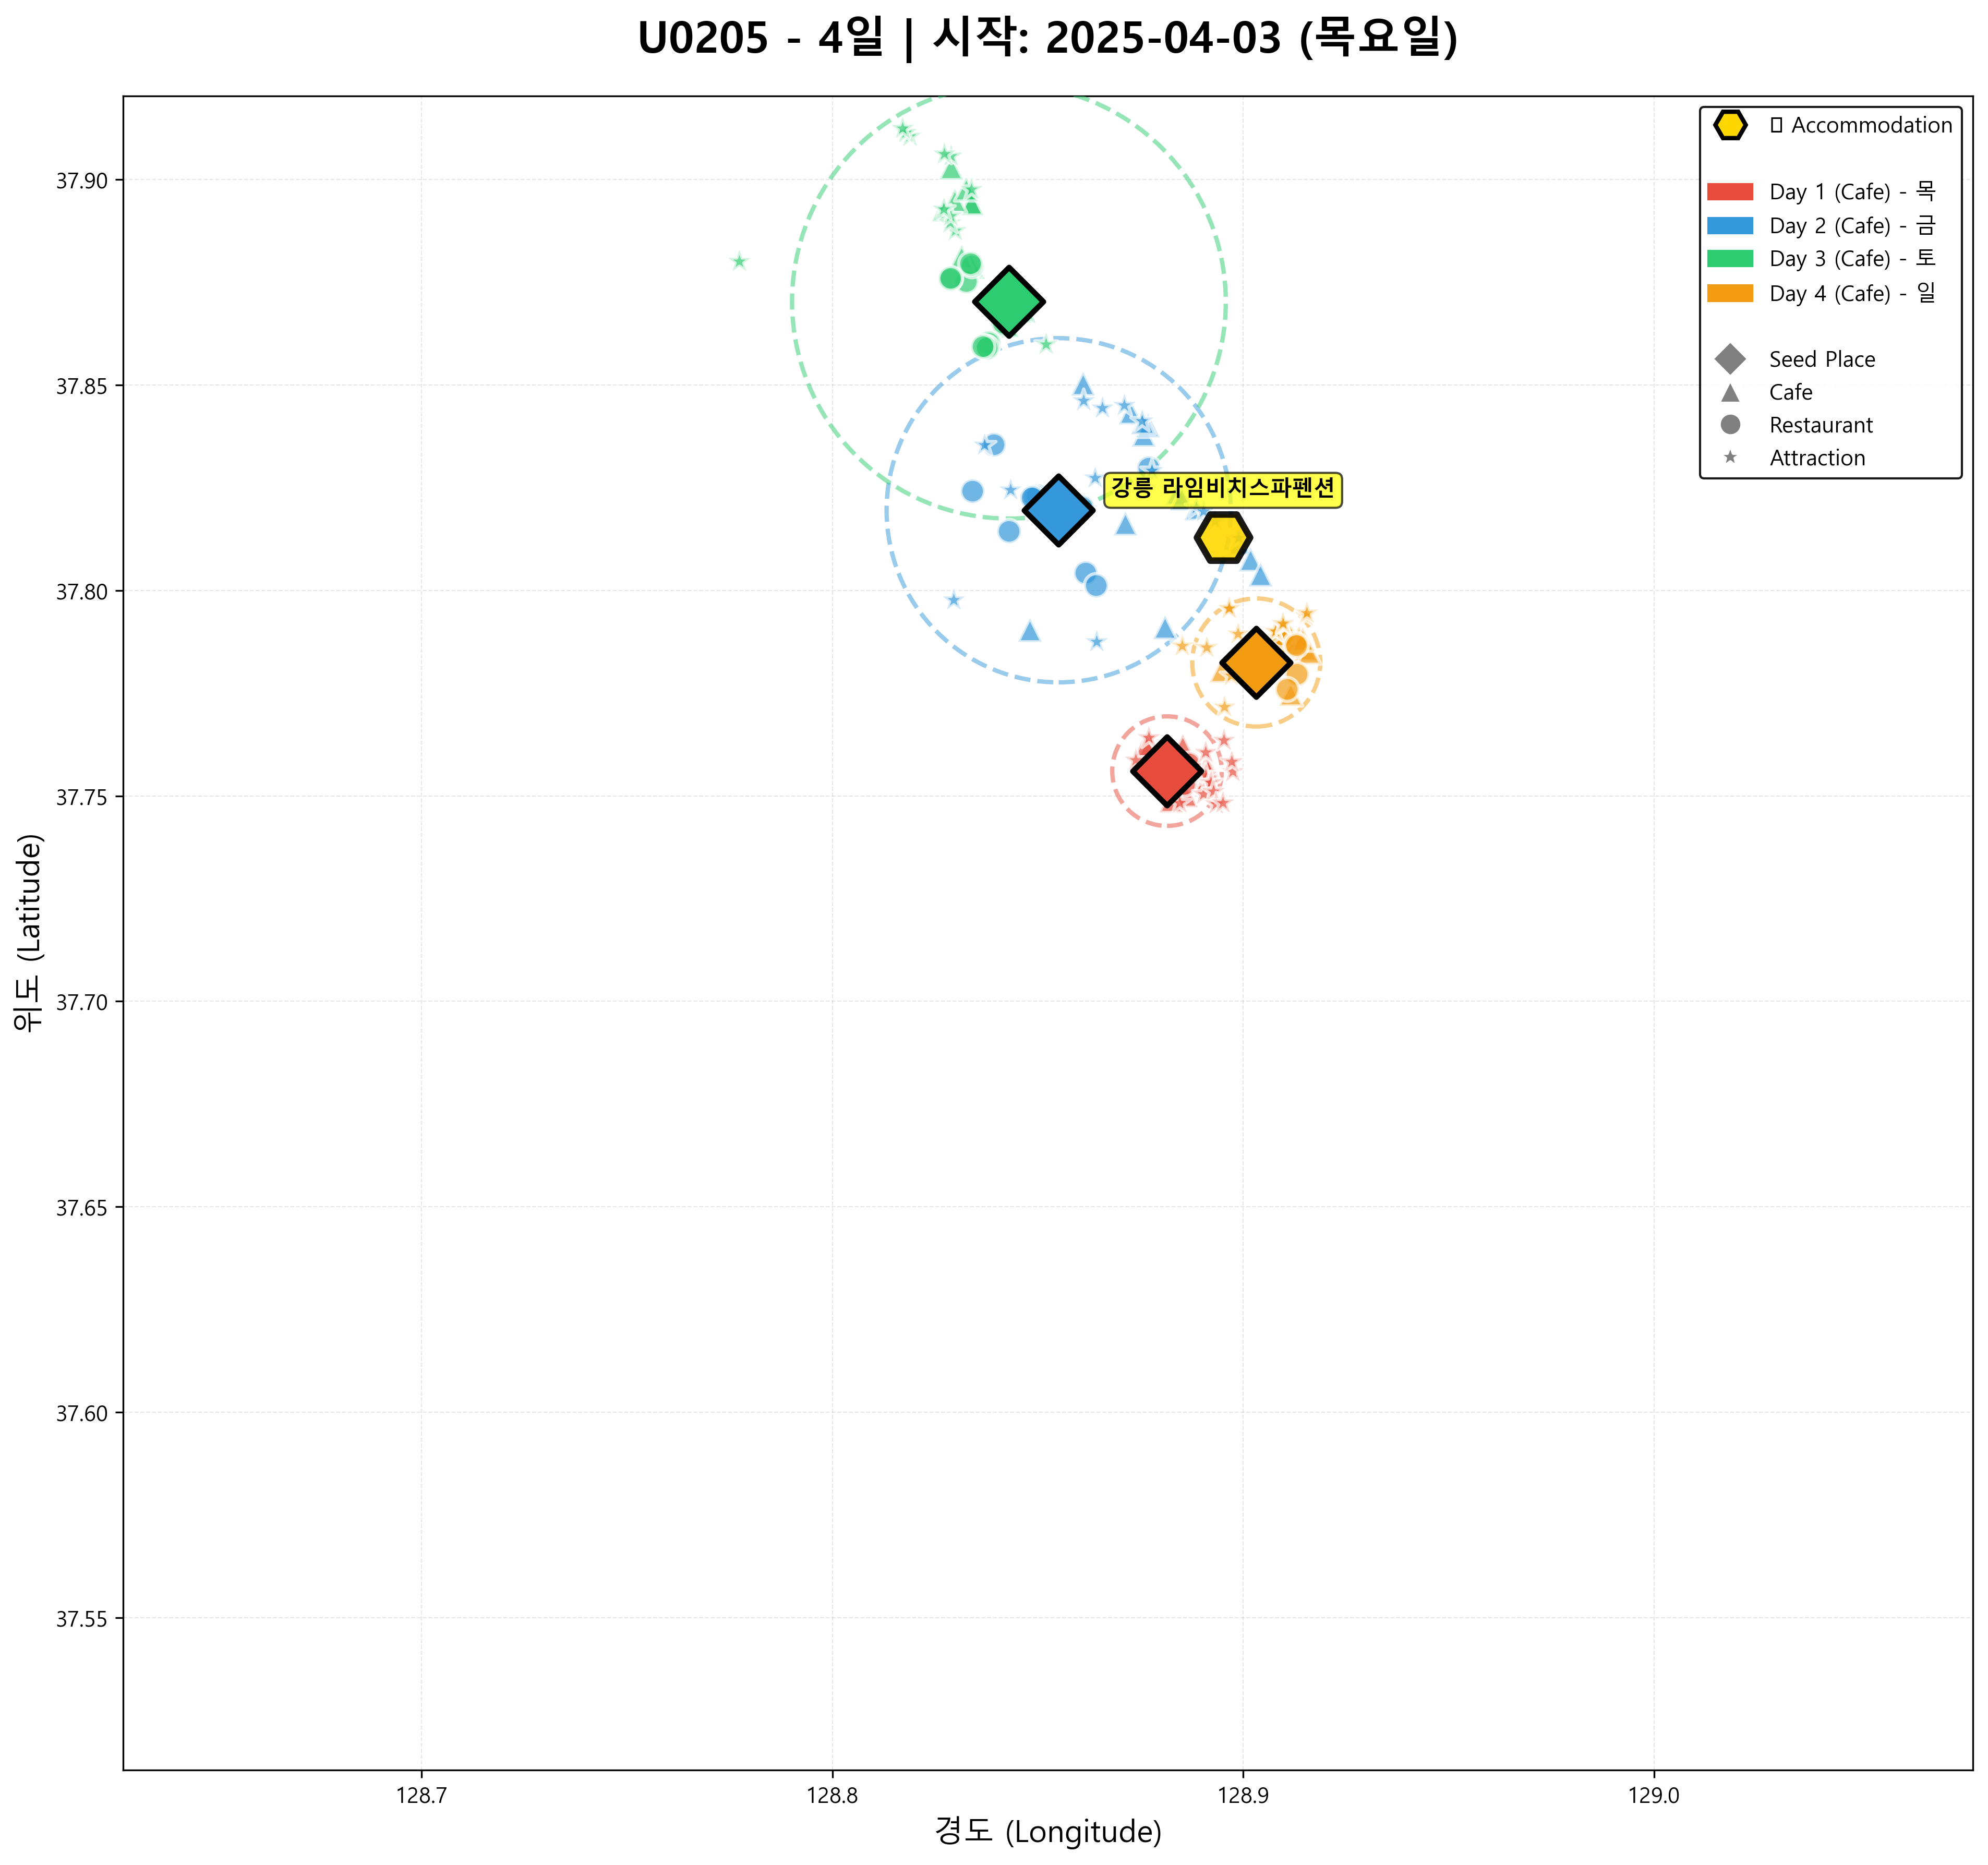 U0205 - 4일 | 시작: 2025-04-03 (목요일)
Accommodation
Day 1 (Cafe) - 목
Day 2 (Cafe) - 금
Day 3 (Cafe) - 토
Day 4 (Cafe) - 일
Seed Place
Cafe
Restaurant
Attraction
강릉 라임비치스파펜션
위도 (Latitude)
37.90
37.85
37.80
37.75
37.70
37.65
37.60
37.55
128.7
128.8
128.9
129.0
경도 (Longitude)